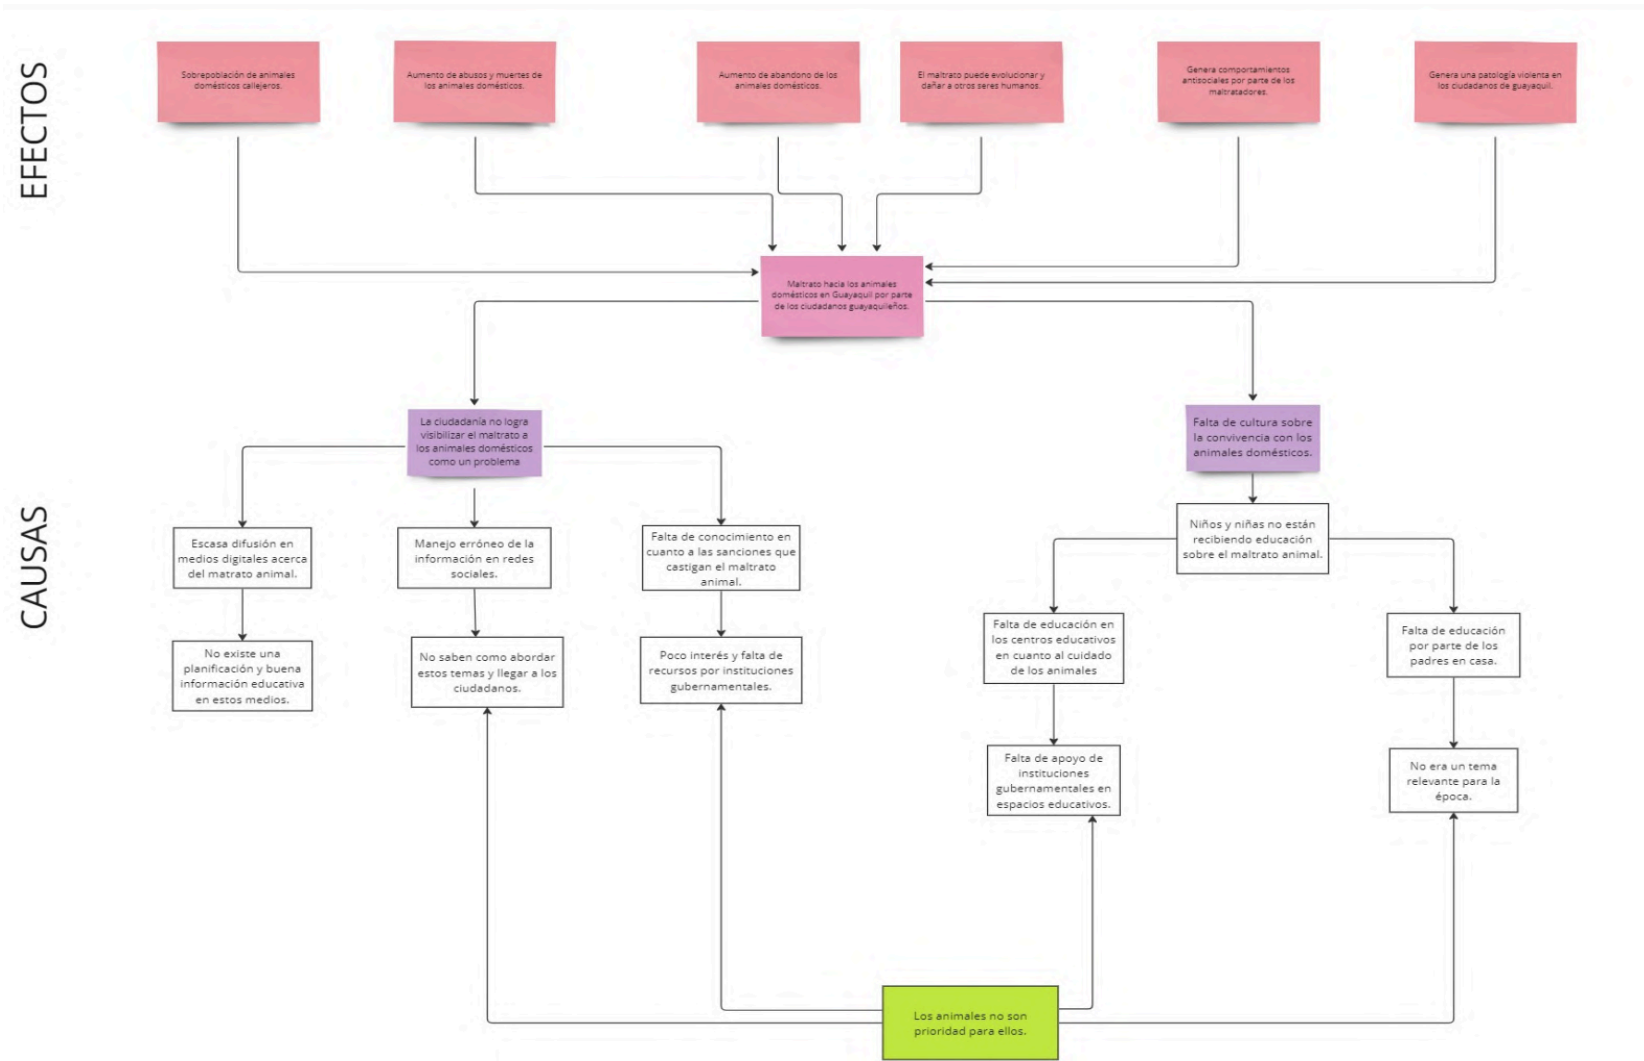 EFECTOS
Sobrepoblación de animales
domésticos callejeros.
Aumento de abusos y muertes de
los animales domésticos.
Aumento de abandono de los
animales domésticos.
El maltrato puede evolucionar y
dañar a otros seres humanos.
Genera comportamientos
antisociales por parte de los
maltratadores.
Genera una patología violenta en
los ciudadanos de guayaquil.
Maltrato hacia los animales
domésticos en Guayaquil por parte
de los ciudadanos guayaquileños.
CAUSAS
La ciudadanía no logra
visibilizar el maltrato a
los animales domésticos
como un problema
Falta de cultura sobre
la convivencia con los
animales domésticos.
Escasa difusión en
medios digitales acerca
del matrato animal.
Manejo erróneo de la
información en redes
sociales.
Falta de conocimiento en
cuanto a las sanciones que
castigan el maltrato
animal.
Niños y niñas no están
recibiendo educación
sobre el maltrato animal.
No existe una
planificación y buena
información educativa
en estos medios.
No saben como abordar
estos temas y llegar a los
ciudadanos.
Poco interés y falta de
recursos por instituciones
gubernamentales.
Falta de educación en
los centros educativos
en cuanto al cuidado
de los animales
Falta de educación
por parte de los
padres en casa.
Falta de apoyo de
instituciones
gubernamentales en
espacios educativos.
No era un tema
relevante para la
época.
Los animales no son
prioridad para ellos.